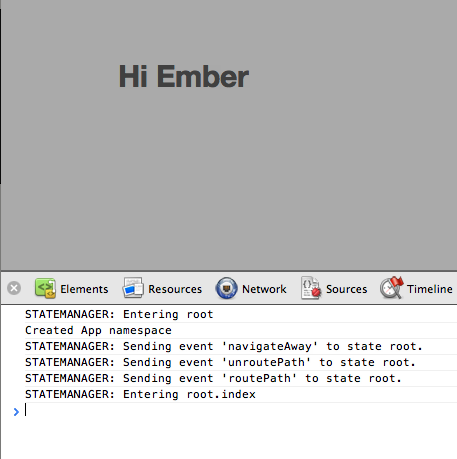 Hi Ember
Elements Resources Network Sources Timeline
STATEMANAGER: Entering root
Created App namespace
STATEMANAGER: Sending event 'navigateAway' to state root.
STATEMANAGER: Sending event 'unroutePath' to state root.
STATEMANAGER: Sending event 'routePath' to state root.
STATEMANAGER: Entering root.index